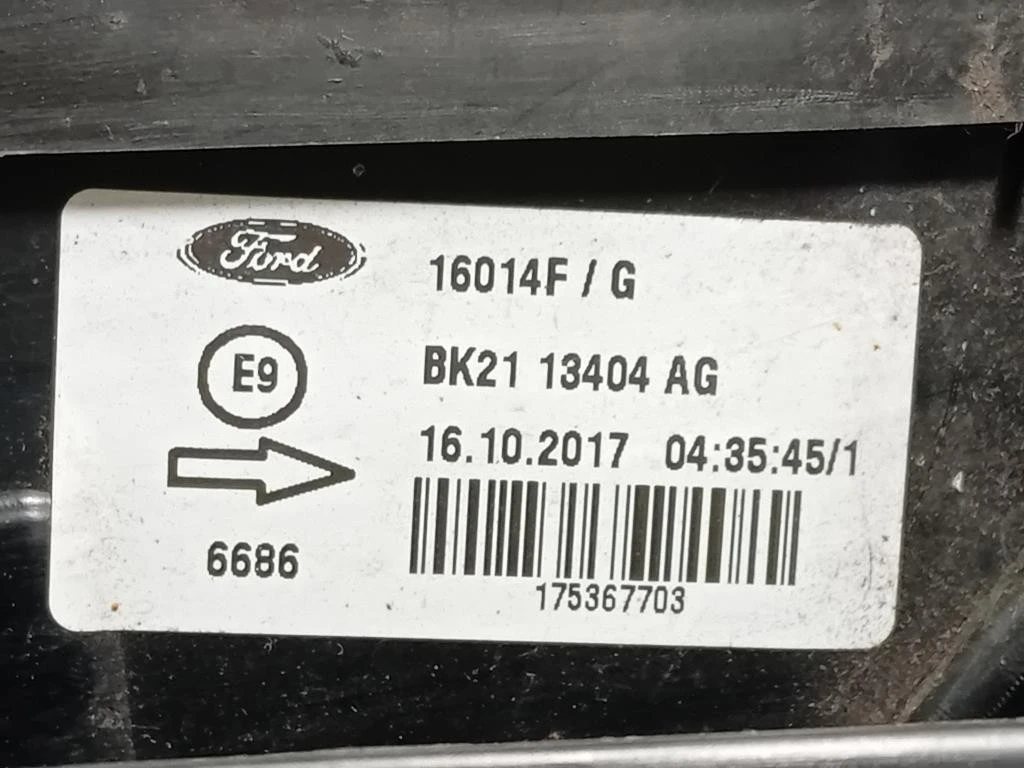 Ford
16014F / G
E9
BK21 13404 AG
16.10.2017 04:35:45/1
6686
175367703